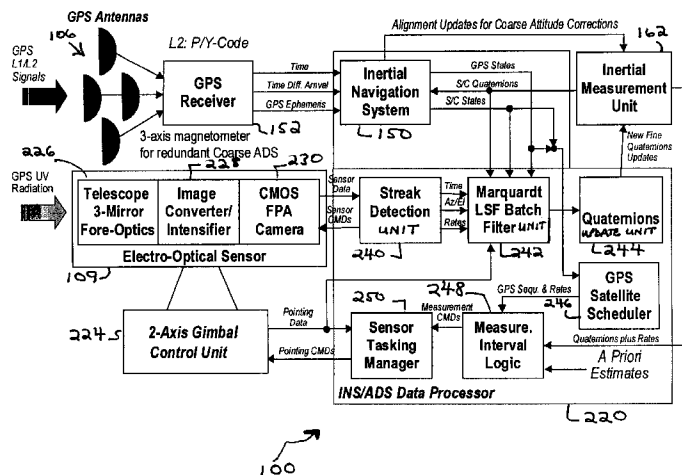 GPS Antennas
106
GPS
L1/L2
Signals
L2: P/Y-Code
GPS
Receiver
152
3-axis magnetometer
for redundant Coarse ADS
Time
Time Diff. Arrival
GPS Ephemeris
Alignment Updates for Coarse Attitude Corrections
162
Inertial
Navigation
System
150
GPS States
S/C Quaternions
S/C States
Inertial
Measurement
Unit
New Fine
Quaternions
Updates
226
228
230
GPS UV
Radiation
Telescope
3-Mirror
Fore-Optics
Image
Converter/
Intensifier
CMOS
FPA
Camera
Electro-Optical Sensor
109
Sensor
Data
Sensor
CMDs
Streak
Detection
UNIT
240
Time
Az/El
Rates
Marquardt
LSF Batch
Filter UNIT
242
Quaternions
UPDATE UNIT
244
GPS
Satellite
Scheduler
246
GPS Sequ. & Rates
248
250
Measurement
CMDs
224
2-Axis Gimbal
Control Unit
Pointing
Data
Pointing CMDs
Sensor
Tasking
Manager
Measure.
Interval
Logic
Quaternions plus Rates
A Priori
Estimates
INS/ADS Data Processor
220
100